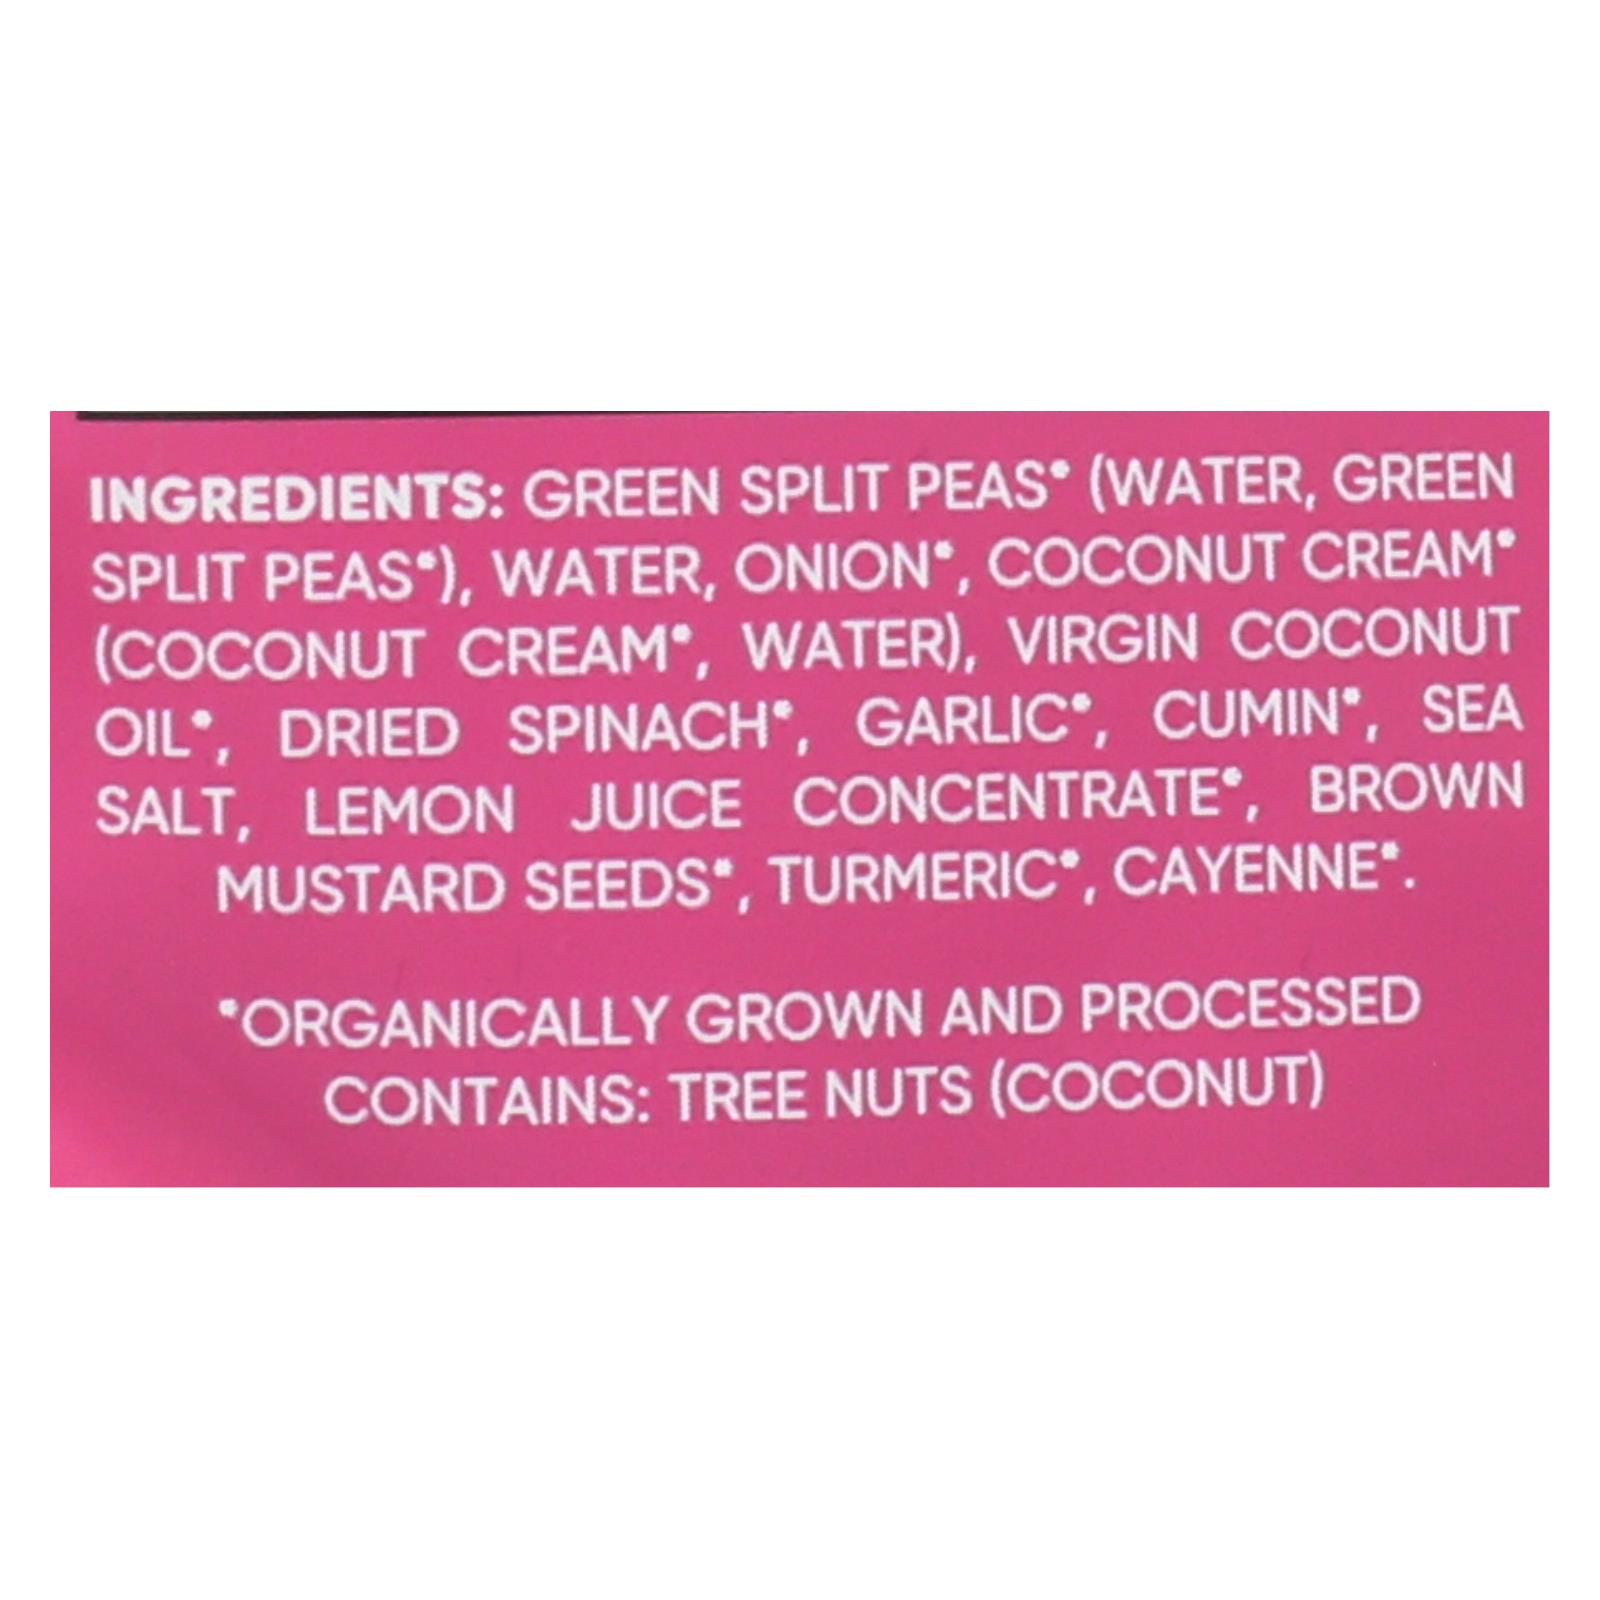 INGREDIENTS: GREEN SPLIT PEAS* (WATER, GREEN
SPLIT PEAS*), WATER, ONION*, COCONUT CREAM*
(COCONUT CREAM*, WATER), VIRGIN COCONUT
OIL*, DRIED SPINACH*, GARLIC*, CUMIN*, SEA
SALT, LEMON JUICE CONCENTRATE*, BROWN
MUSTARD SEEDS*, TURMERIC*, CAYENNE*.
*ORGANICALLY GROWN AND PROCESSED
CONTAINS: TREE NUTS (COCONUT)